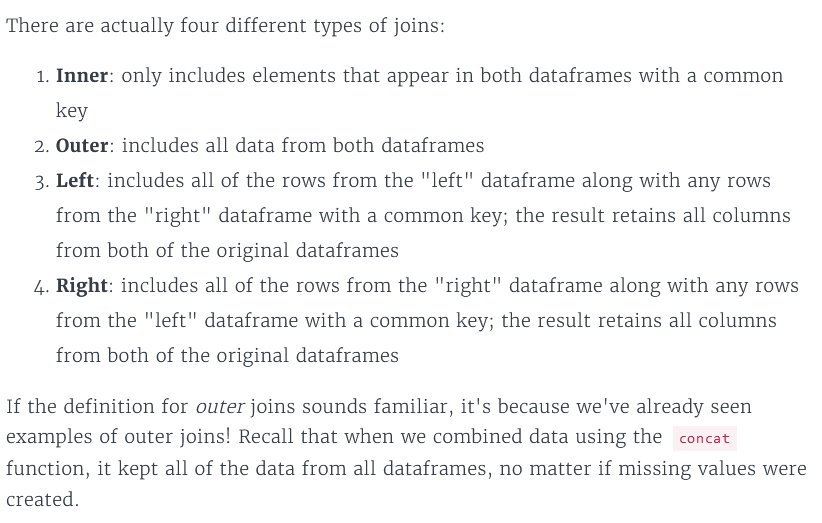 There are actually four different types of joins:
1. Inner: only includes elements that appear in both dataframes with a common
key
2. Outer: includes all data from both dataframes
3. Left: includes all of the rows from the "left" dataframe along with any rows
from the "right" dataframe with a common key; the result retains all columns
from both of the original dataframes
4. Right: includes all of the rows from the "right" dataframe along with any rows
from the "left" dataframe with a common key; the result retains all columns
from both of the original dataframes
If the definition for outer joins sounds familiar, it's because we've already seen
examples of outer joins! Recall that when we combined data using the concat
function, it kept all of the data from all dataframes, no matter if missing values were
created.